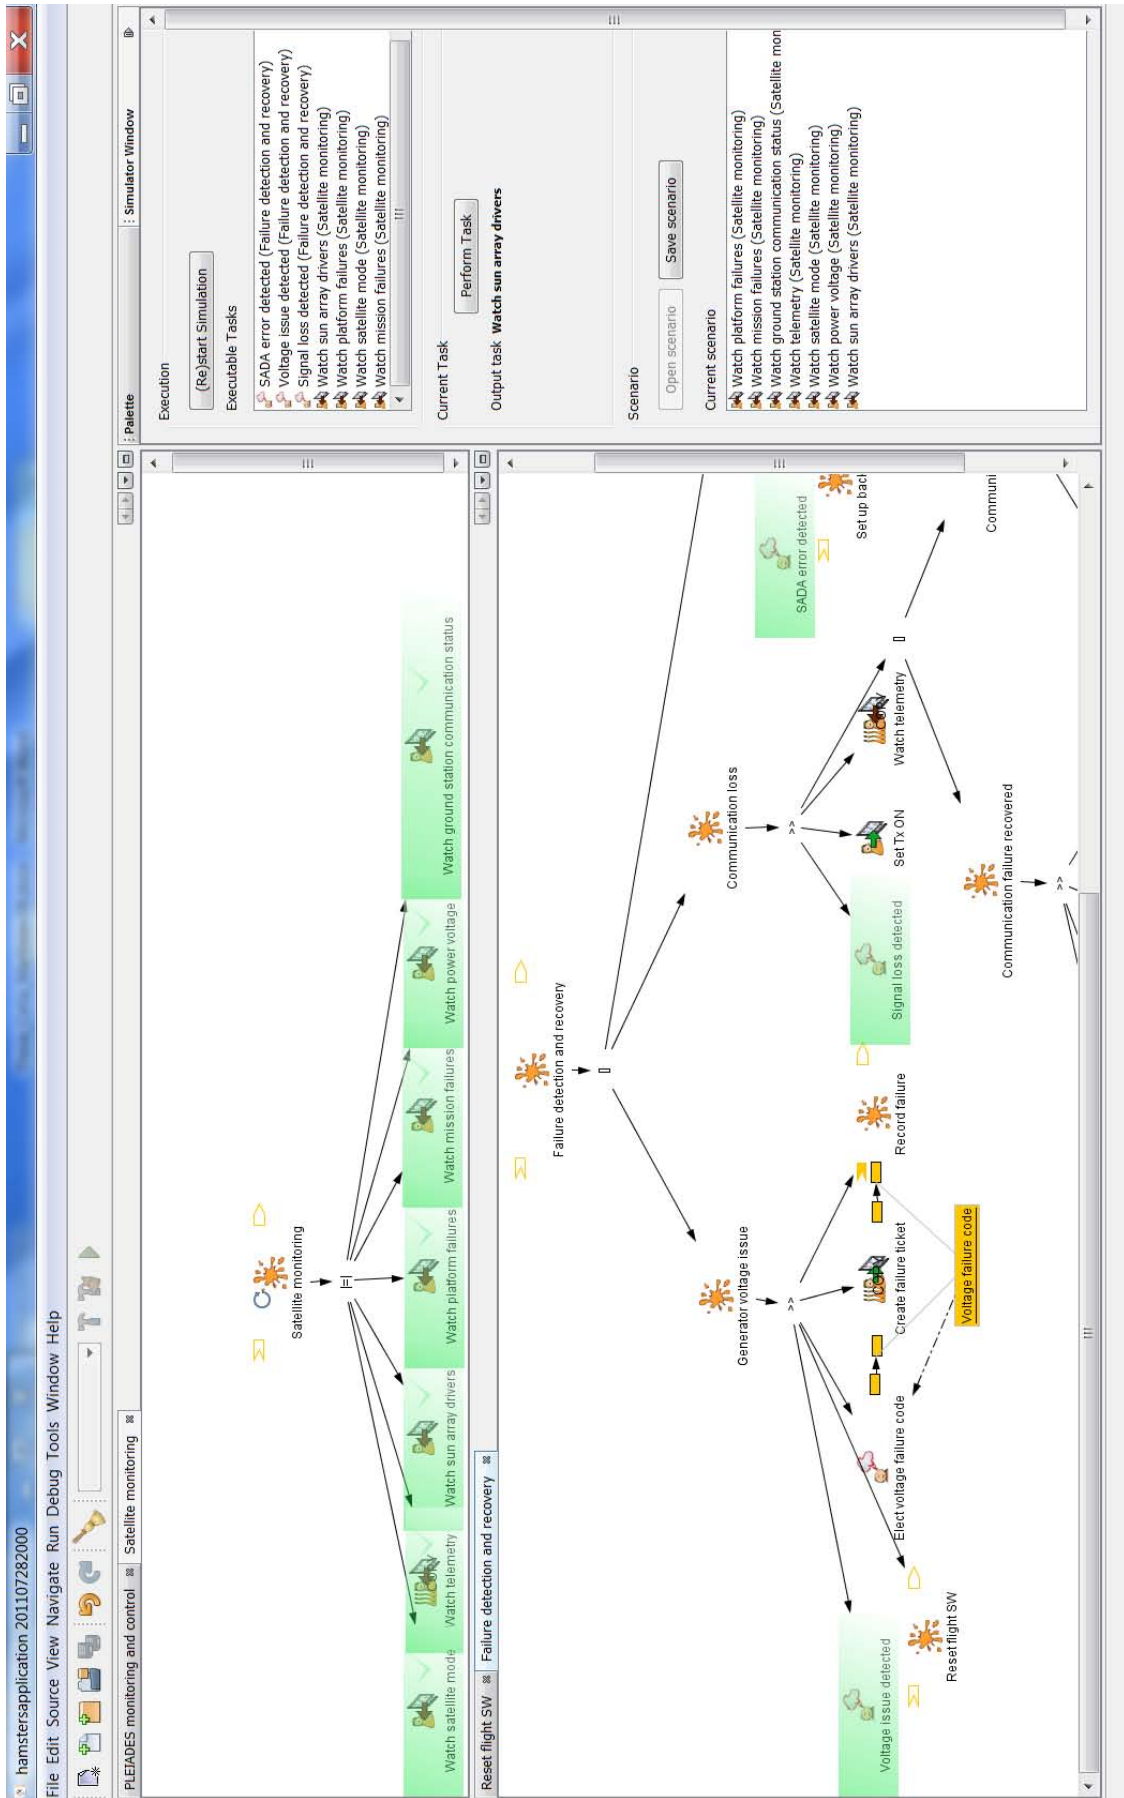 hamstersapplication 201107282000
File Edit Source View Navigate Run Debug Tools Window Help
PLEIADES monitoring and control
Satellite monitoring
Satellite monitoring
|=|
Watch satellite mode
Watch telemetry
Watch sun array drivers
Watch platform failures
Watch mission failures
Watch power voltage
Watch ground station communication status
COPY
Reset flight SW
Failure detection and recovery
Failure detection and recovery
[]
Generator voltage issue
>>
Communication loss
>>
Voltage issue detected
Reset flight SW
Elect voltage failure code
Create failure ticket
Record failure
Voltage failure code
Signal loss detected
Set Tx ON
Watch telemetry
COPY
[]
SADA error detected
Set up back
Communication failure recovered
>>
Communi
Palette
Simulator Window
Execution
(Re)start Simulation
Executable Tasks
SADA error detected (Failure detection and recovery)
Voltage issue detected (Failure detection and recovery)
Signal loss detected (Failure detection and recovery)
Watch sun array drivers (Satellite monitoring)
Watch platform failures (Satellite monitoring)
Watch satellite mode (Satellite monitoring)
Watch mission failures (Satellite monitoring)
Current Task
Perform Task
Output task Watch sun array drivers
Scenario
Open scenario
Save scenario
Current scenario
Watch platform failures (Satellite monitoring)
Watch mission failures (Satellite monitoring)
Watch ground station communication status (Satellite mon
Watch telemetry (Satellite monitoring)
Watch satellite mode (Satellite monitoring)
Watch power voltage (Satellite monitoring)
Watch sun array drivers (Satellite monitoring)